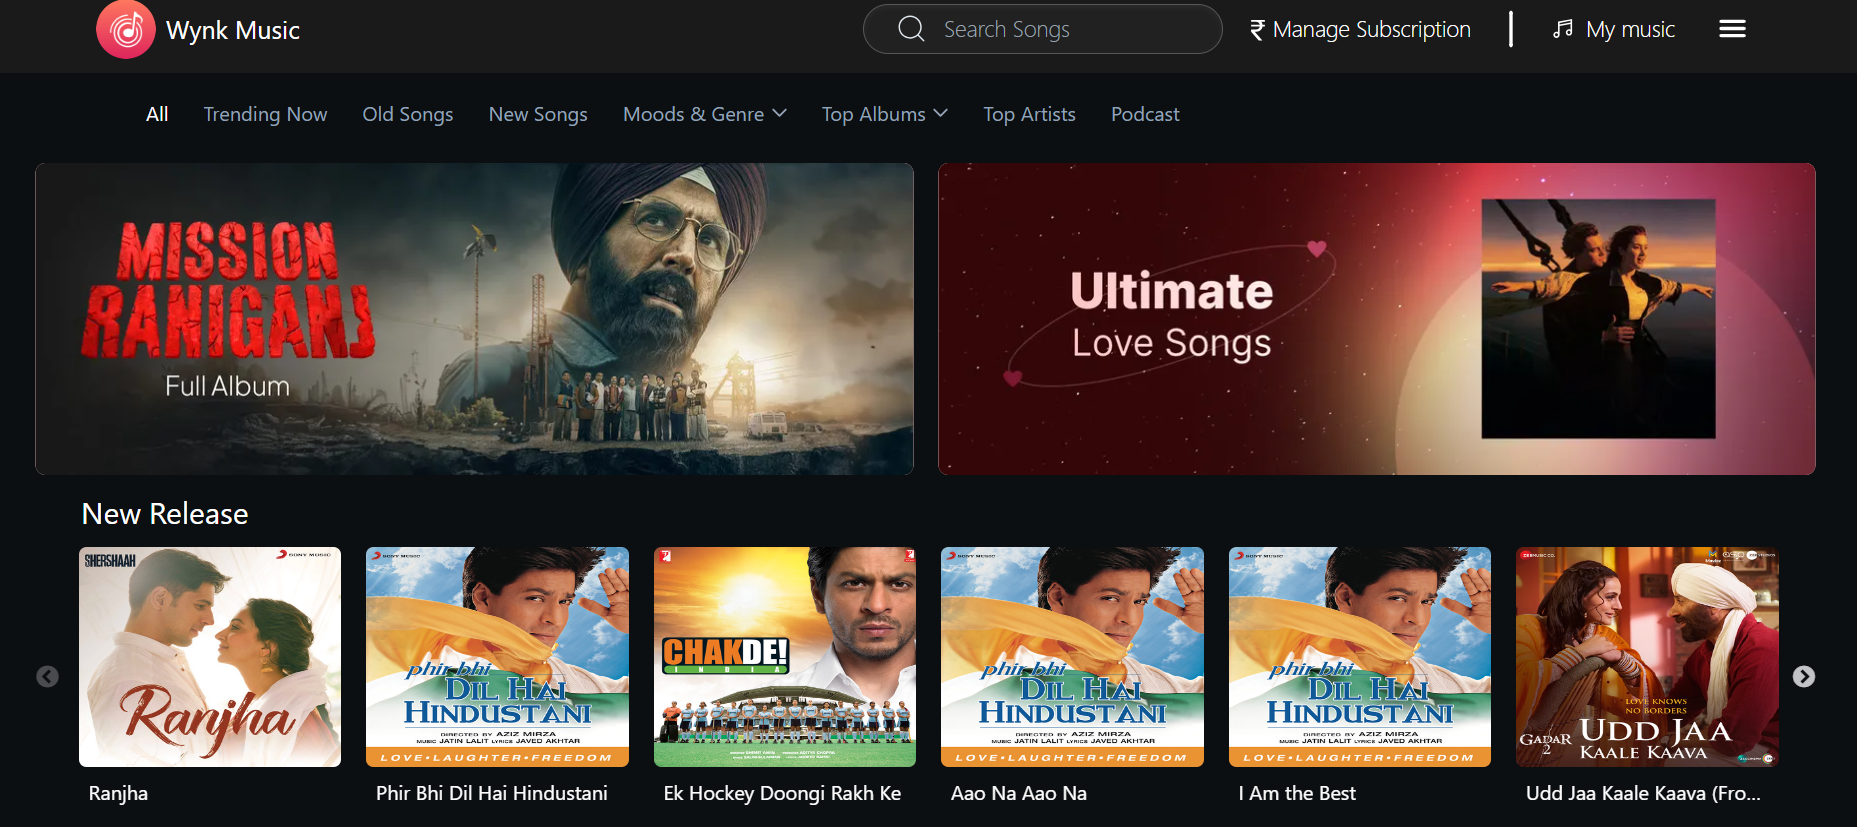 Wynk Music
Search Songs
₹ Manage Subscription
My music
All
Trending Now
Old Songs
New Songs
Moods & Genre
Top Albums
Top Artists
Podcast
MISSION
RANIGANJ
Full Album
Ultimate
Love Songs
New Release
SHERSHAAH
SONY MUSIC
Ranjha
SONY MUSIC
phir bhi
DIL HAI
HINDUSTANI
DIRECTED BY AZIZ MIRZA
MUSIC JATIN LALIT LYRICS JAVED AKHTAR
LOVE•LAUGHTER•FREEDOM
CHAK DE!
INDIA
SONY MUSIC
phir bhi
DIL HAI
HINDUSTANI
DIRECTED BY AZIZ MIRZA
MUSIC JATIN LALIT LYRICS JAVED AKHTAR
LOVE•LAUGHTER•FREEDOM
SONY MUSIC
phir bhi
DIL HAI
HINDUSTANI
DIRECTED BY AZIZ MIRZA
MUSIC JATIN LALIT LYRICS JAVED AKHTAR
LOVE•LAUGHTER•FREEDOM
ZEE MUSIC CO.
LOVE KNOWS
NO BORDERS
GADAR
2
UDD JAA
KAALE KAAVA
Ranjha
Phir Bhi Dil Hai Hindustani
Ek Hockey Doongi Rakh Ke
Aao Na Aao Na
I Am the Best
Udd Jaa Kaale Kaava (Fro...